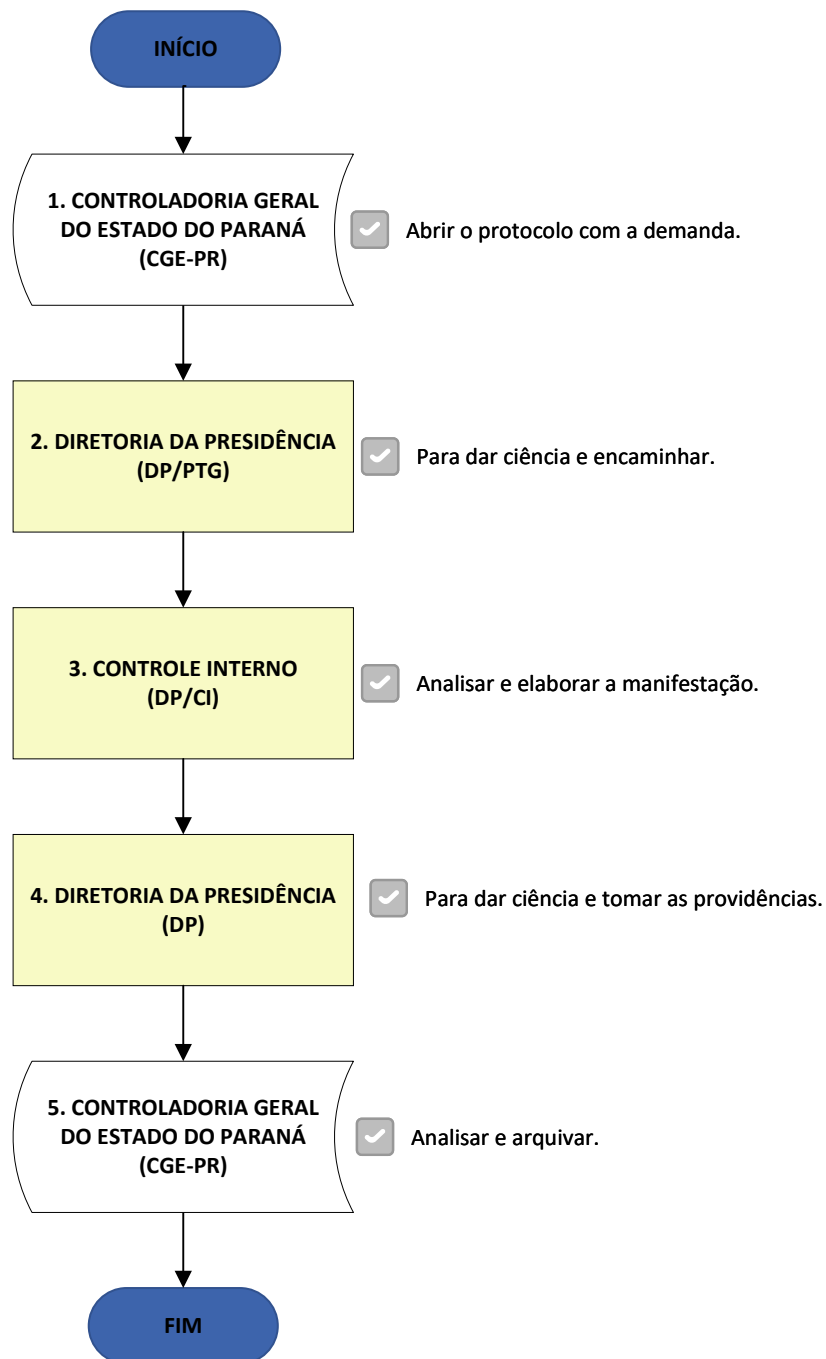 INÍCIO
1. CONTROLADORIA GERAL
DO ESTADO DO PARANÁ
(CGE-PR)
Abrir o protocolo com a demanda.
2. DIRETORIA DA PRESIDÊNCIA
(DP/PTG)
Para dar ciência e encaminhar.
3. CONTROLE INTERNO
(DP/CI)
Analisar e elaborar a manifestação.
4. DIRETORIA DA PRESIDÊNCIA
(DP)
Para dar ciência e tomar as providências.
5. CONTROLADORIA GERAL
DO ESTADO DO PARANÁ
(CGE-PR)
Analisar e arquivar.
FIM